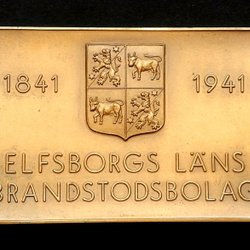 1841 1941
ELFSBORGS LÄNS
BRANDSTODSBOLAG